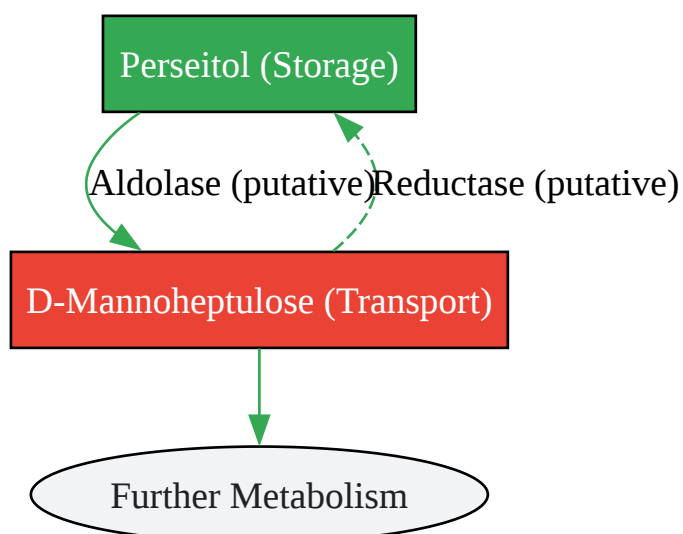 Perseitol (Storage)
Aldolase (putative)
Reductase (putative)
D-Mannoheptulose (Transport)
Further Metabolism